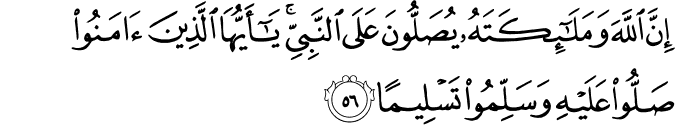 إِنَّ ٱللَّهَ وَمَلَٰٓئِكَتَهُۥ يُصَلُّونَ عَلَى ٱلنَّبِيِّ ۚ يَٰٓأَيُّهَا ٱلَّذِينَ ءَامَنُوا۟
صَلُّوا۟ عَلَيْهِ وَسَلِّمُوا۟ تَسْلِيمًا ٥٦